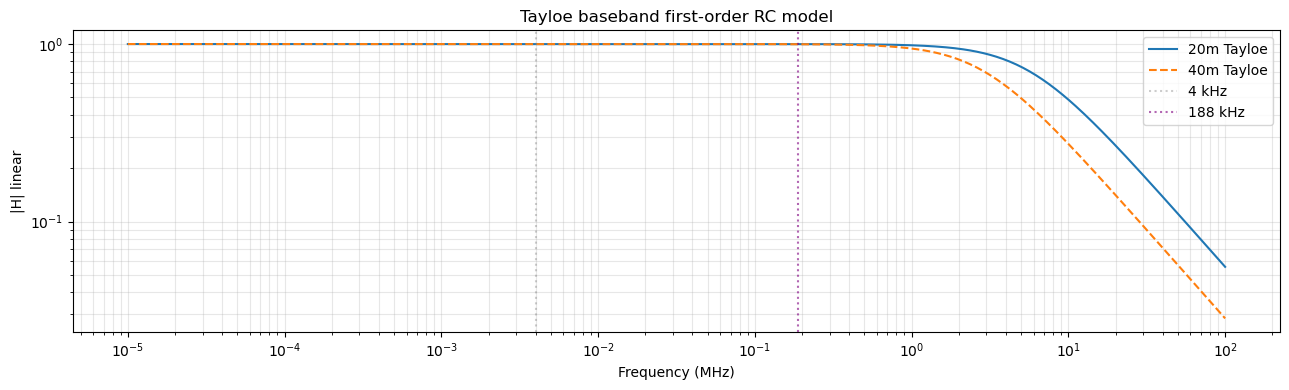 Tayloe baseband first-order RC model
|H| linear
10⁰
10⁻¹
20m Tayloe
40m Tayloe
4 kHz
188 kHz
10⁻⁵ 10⁻⁴ 10⁻³ 10⁻² 10⁻¹ 10⁰ 10¹ 10²
Frequency (MHz)